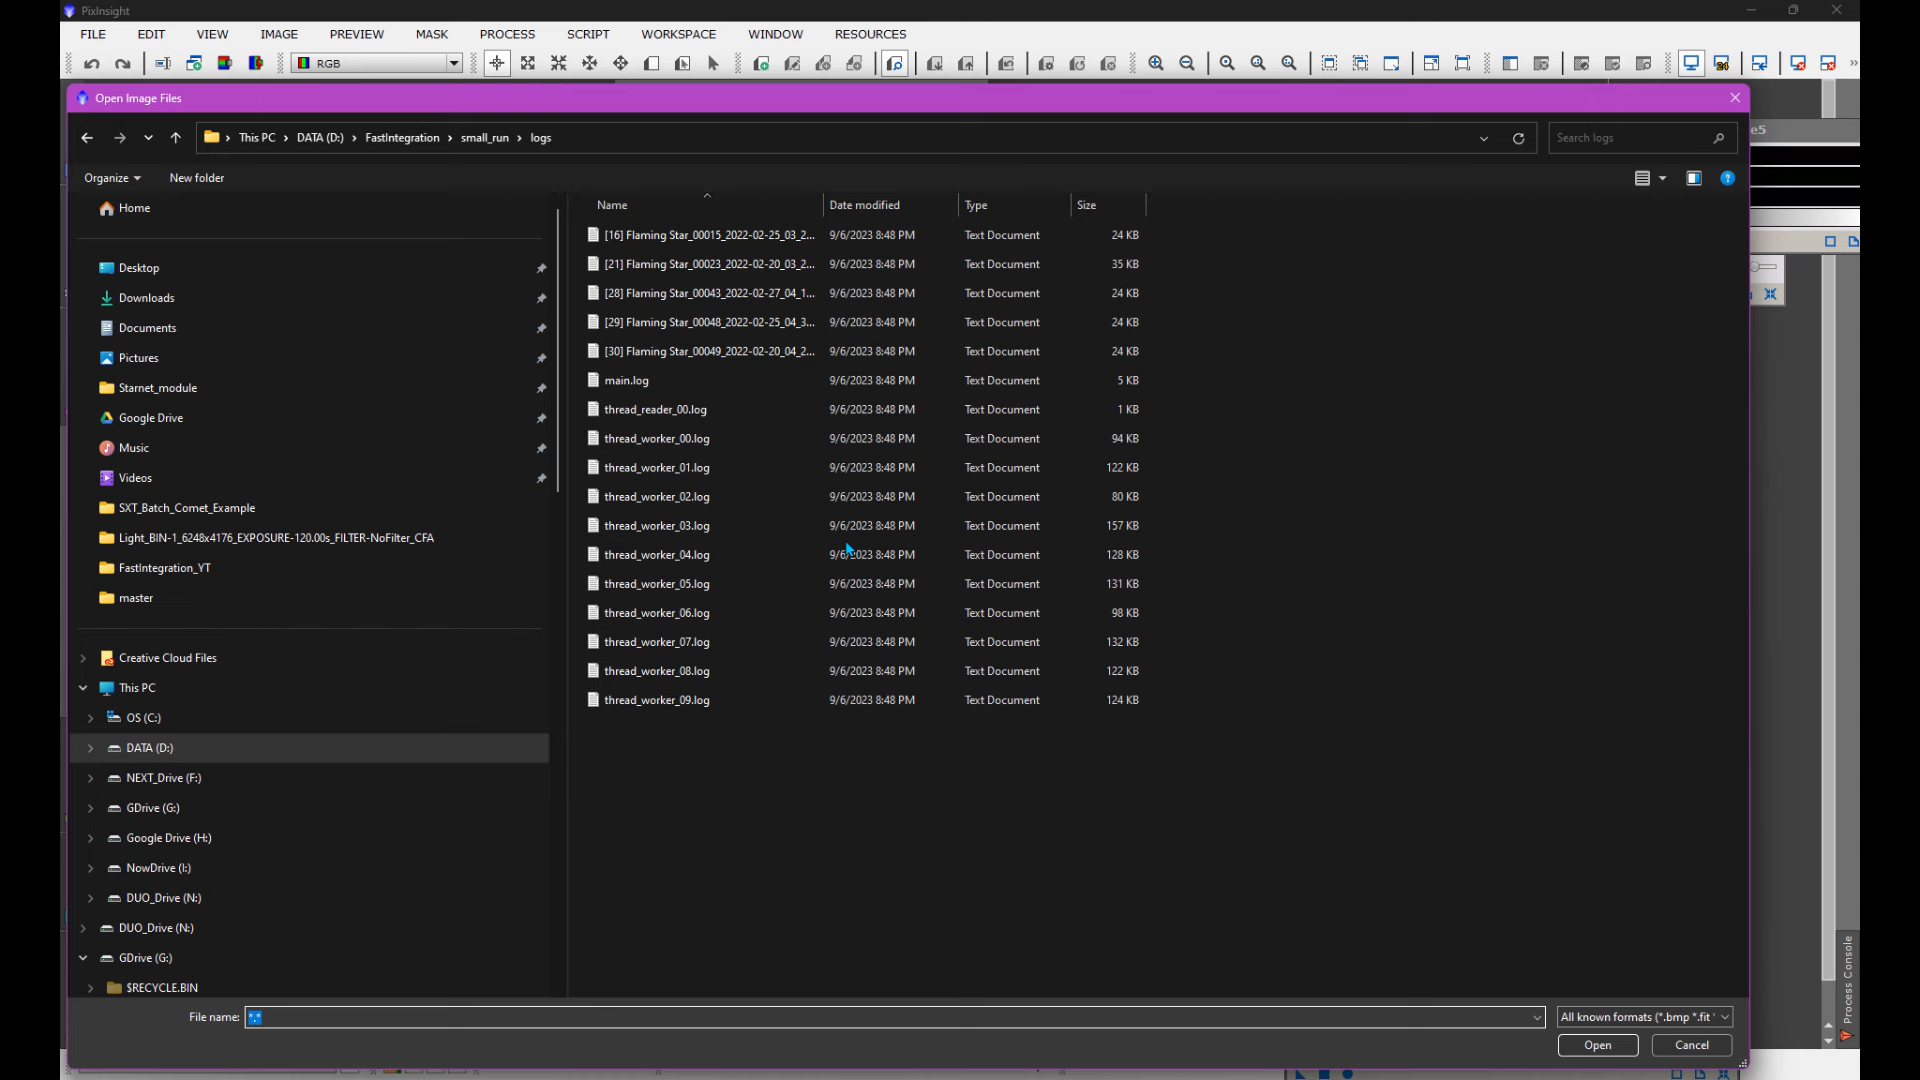 PixInsight
FILE EDIT VIEW IMAGE PREVIEW MASK PROCESS SCRIPT WORKSPACE WINDOW RESOURCES
RGB
Open Image Files
This PC > DATA (D:) > FastIntegration > small_run > logs
Search logs
Organize New folder
Name Date modified Type Size
[16] Flaming Star_00015_2022-02-25_03_2... 9/6/2023 8:48 PM Text Document 24 KB
[21] Flaming Star_00023_2022-02-20_03_2... 9/6/2023 8:48 PM Text Document 35 KB
[28] Flaming Star_00043_2022-02-27_04_1... 9/6/2023 8:48 PM Text Document 24 KB
[29] Flaming Star_00048_2022-02-25_04_3... 9/6/2023 8:48 PM Text Document 24 KB
[30] Flaming Star_00049_2022-02-20_04_2... 9/6/2023 8:48 PM Text Document 24 KB
main.log 9/6/2023 8:48 PM Text Document 5 KB
thread_reader_00.log 9/6/2023 8:48 PM Text Document 1 KB
thread_worker_00.log 9/6/2023 8:48 PM Text Document 94 KB
thread_worker_01.log 9/6/2023 8:48 PM Text Document 122 KB
thread_worker_02.log 9/6/2023 8:48 PM Text Document 80 KB
thread_worker_03.log 9/6/2023 8:48 PM Text Document 157 KB
thread_worker_04.log 9/6/2023 8:48 PM Text Document 128 KB
thread_worker_05.log 9/6/2023 8:48 PM Text Document 131 KB
thread_worker_06.log 9/6/2023 8:48 PM Text Document 98 KB
thread_worker_07.log 9/6/2023 8:48 PM Text Document 132 KB
thread_worker_08.log 9/6/2023 8:48 PM Text Document 122 KB
thread_worker_09.log 9/6/2023 8:48 PM Text Document 124 KB
Home
Desktop
Downloads
Documents
Pictures
Starnet_module
Google Drive
Music
Videos
SXT_Batch_Comet_Example
Light_BIN-1_6248x4176_EXPOSURE-120.00s_FILTER-NoFilter_CFA
FastIntegration_YT
master
Creative Cloud Files
This PC
OS (C:)
DATA (D:)
NEXT_Drive (F:)
GDrive (G:)
Google Drive (H:)
NowDrive (I:)
DUO_Drive (N:)
DUO_Drive (N:)
GDrive (G:)
$RECYCLE.BIN
File name: *.*
All known formats (*.bmp *.fit *
Open Cancel
e5
Process Console